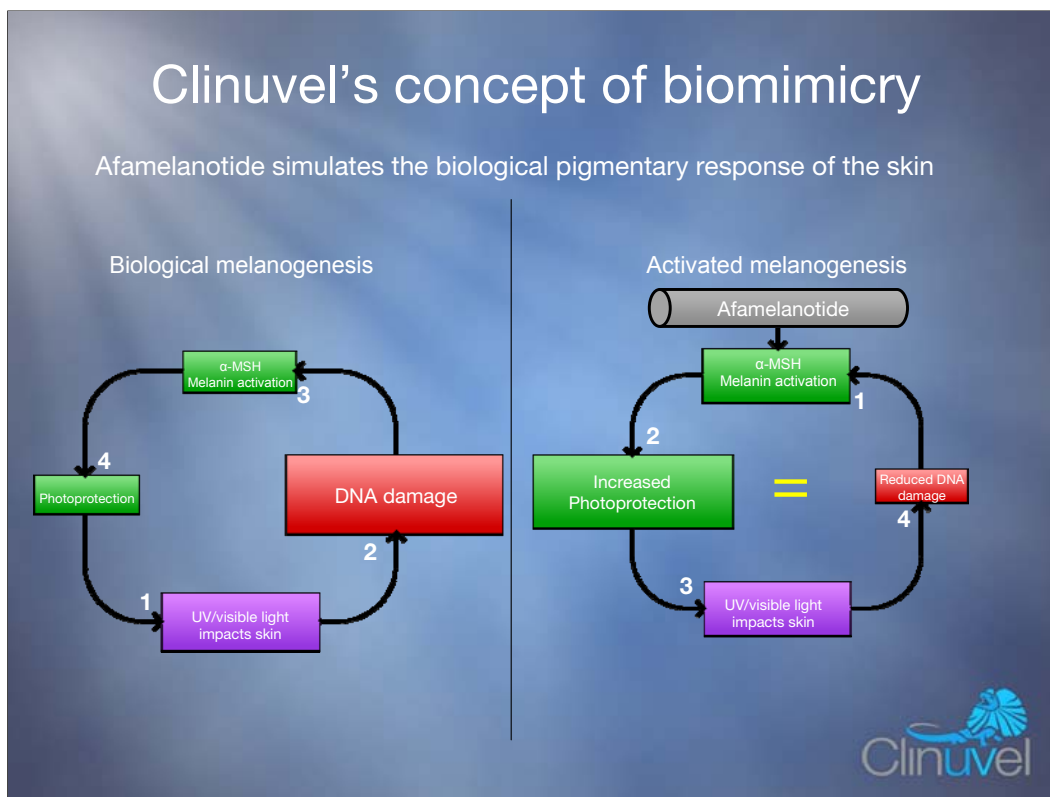 Clinuvel’s concept of biomimicry
Afamelanotide simulates the biological pigmentary response of the skin
Biological melanogenesis
α-MSH
Melanin activation
3
4
Photoprotection
DNA damage
2
1
UV/visible light
impacts skin
Activated melanogenesis
Afamelanotide
α-MSH
Melanin activation
1
2
Increased
Photoprotection
=
Reduced DNA
damage
4
3
UV/visible light
impacts skin
Clinuvel